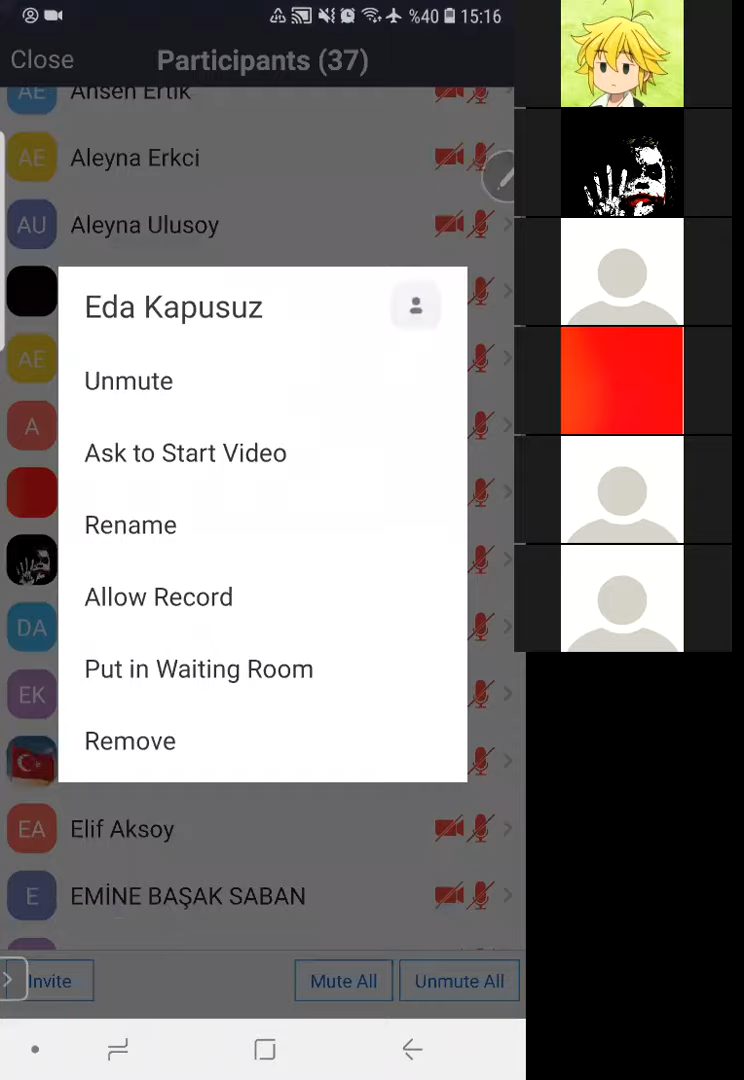 %40 15:16
Close Participants (37)
AE Ahsen Ertik
AE Aleyna Erkci
AU Aleyna Ulusoy
Eda Kapusuz
Unmute
AE
A
Ask to Start Video
Rename
Allow Record
DA
Put in Waiting Room
EK
Remove
EA Elif Aksoy
E EMİNE BAŞAK SABAN
Invite Mute All Unmute All